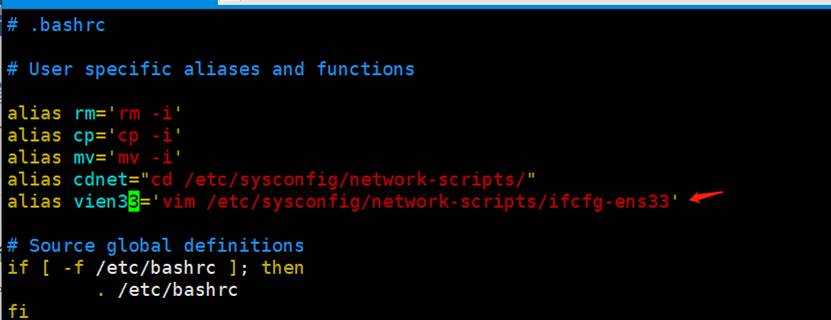 # .bashrc
# User specific aliases and functions
alias rm='rm -i'
alias cp='cp -i'
alias mv='mv -i'
alias cdnet="cd /etc/sysconfig/network-scripts/"
alias vien33='vim /etc/sysconfig/network-scripts/ifcfg-ens33'
# Source global definitions
if [ -f /etc/bashrc ]; then
        . /etc/bashrc
fi